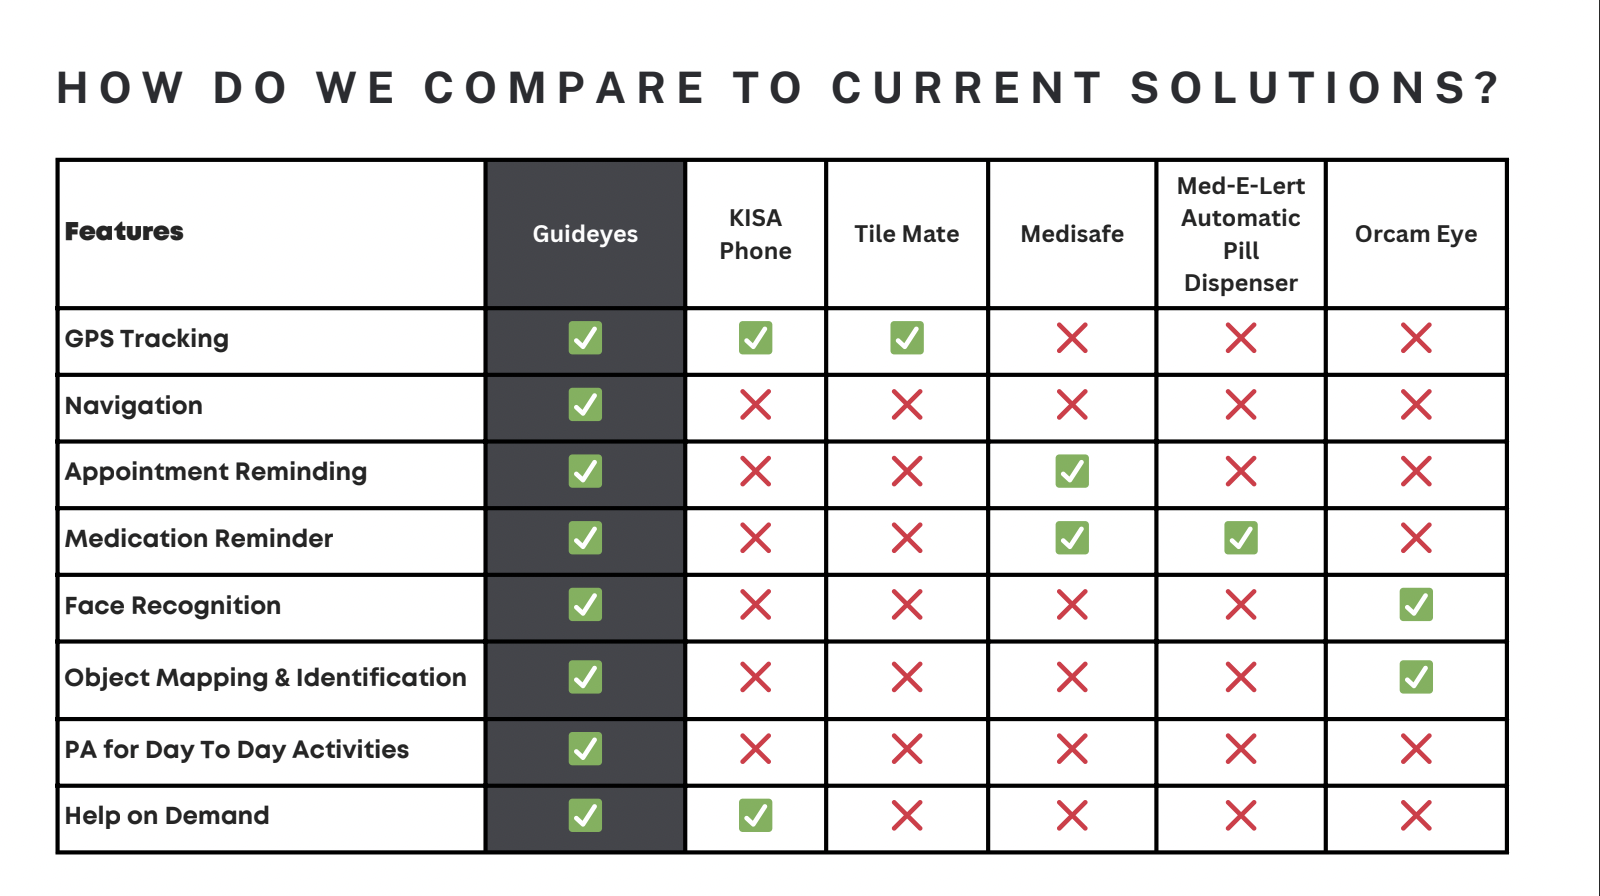 HOW DO WE COMPARE TO CURRENT SOLUTIONS?
Features
Guideyes
KISA
Phone
Tile Mate
Medisafe
Med-E-Lert
Automatic
Pill
Dispenser
Orcam Eye
GPS Tracking
Navigation
Appointment Reminding
Medication Reminder
Face Recognition
Object Mapping & Identification
PA for Day To Day Activities
Help on Demand